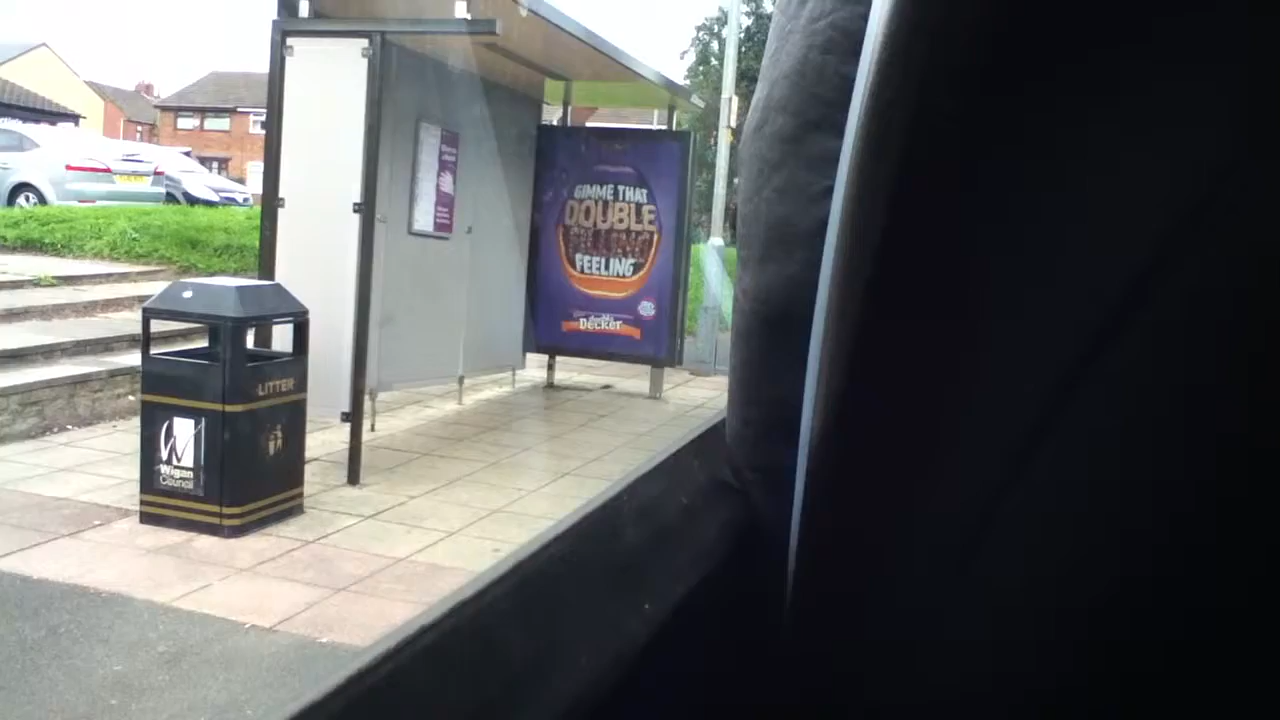 GIMME THAT
DOUBLE
FEELING
Decker
LITTER
Wigan
Council